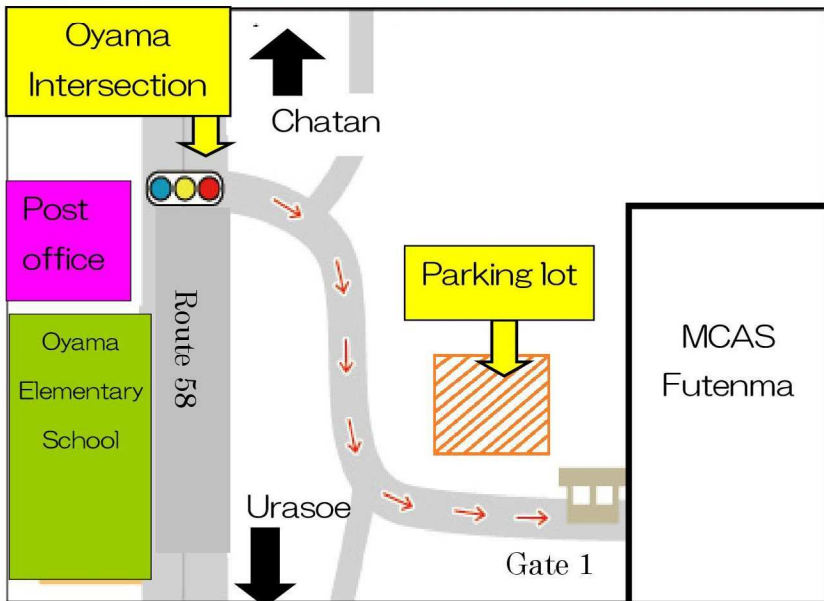 Oyama
Intersection
Chatan
Post
office
Parking lot
Route 58
Oyama
Elementary
School
MCAS
Futenma
Urasoe
Gate 1